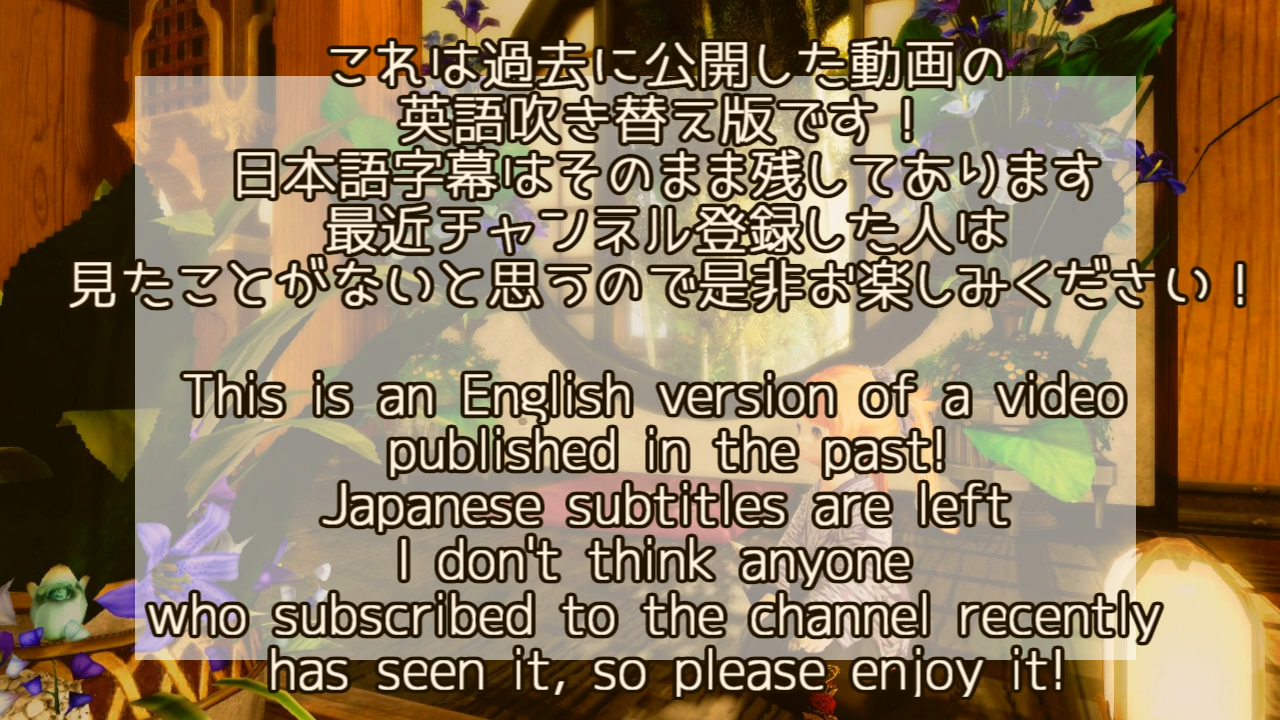 これは過去に公開した動画の
英語吹き替え版です！
日本語字幕はそのまま残してあります
最近チャンネル登録した人は
見たことがないと思うので是非お楽しみください！
This is an English version of a video
published in the past!
Japanese subtitles are left
I don't think anyone
who subscribed to the channel recently
has seen it, so please enjoy it!